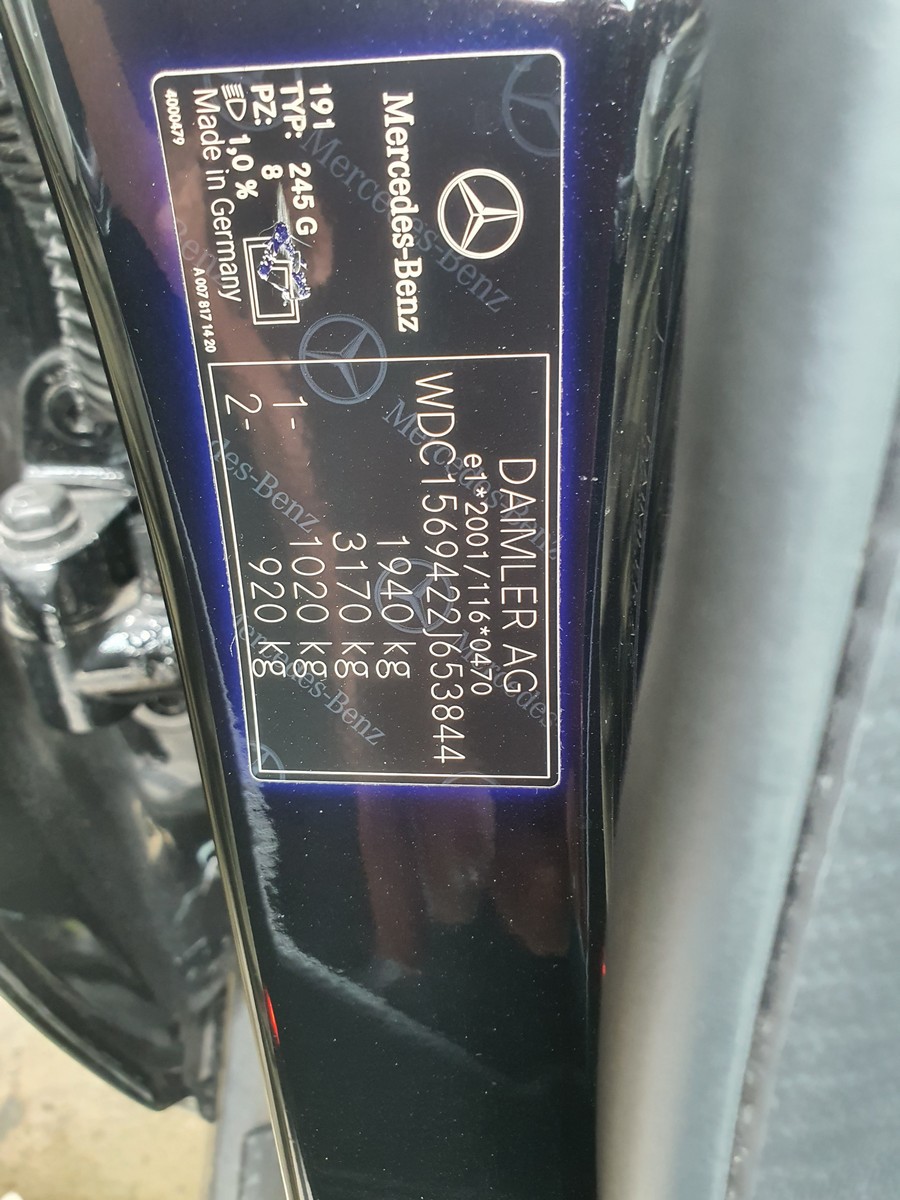 Mercedes-Benz
191
TYP: 245 G
PZ: 8
1,0 %
Made in Germany
4000479
A 007 817 14 20
DAIMLER AG
e1*2001/116*0470
WDC1569422J653844
1940 kg
3170 kg
1- 1020 kg
2- 920 kg